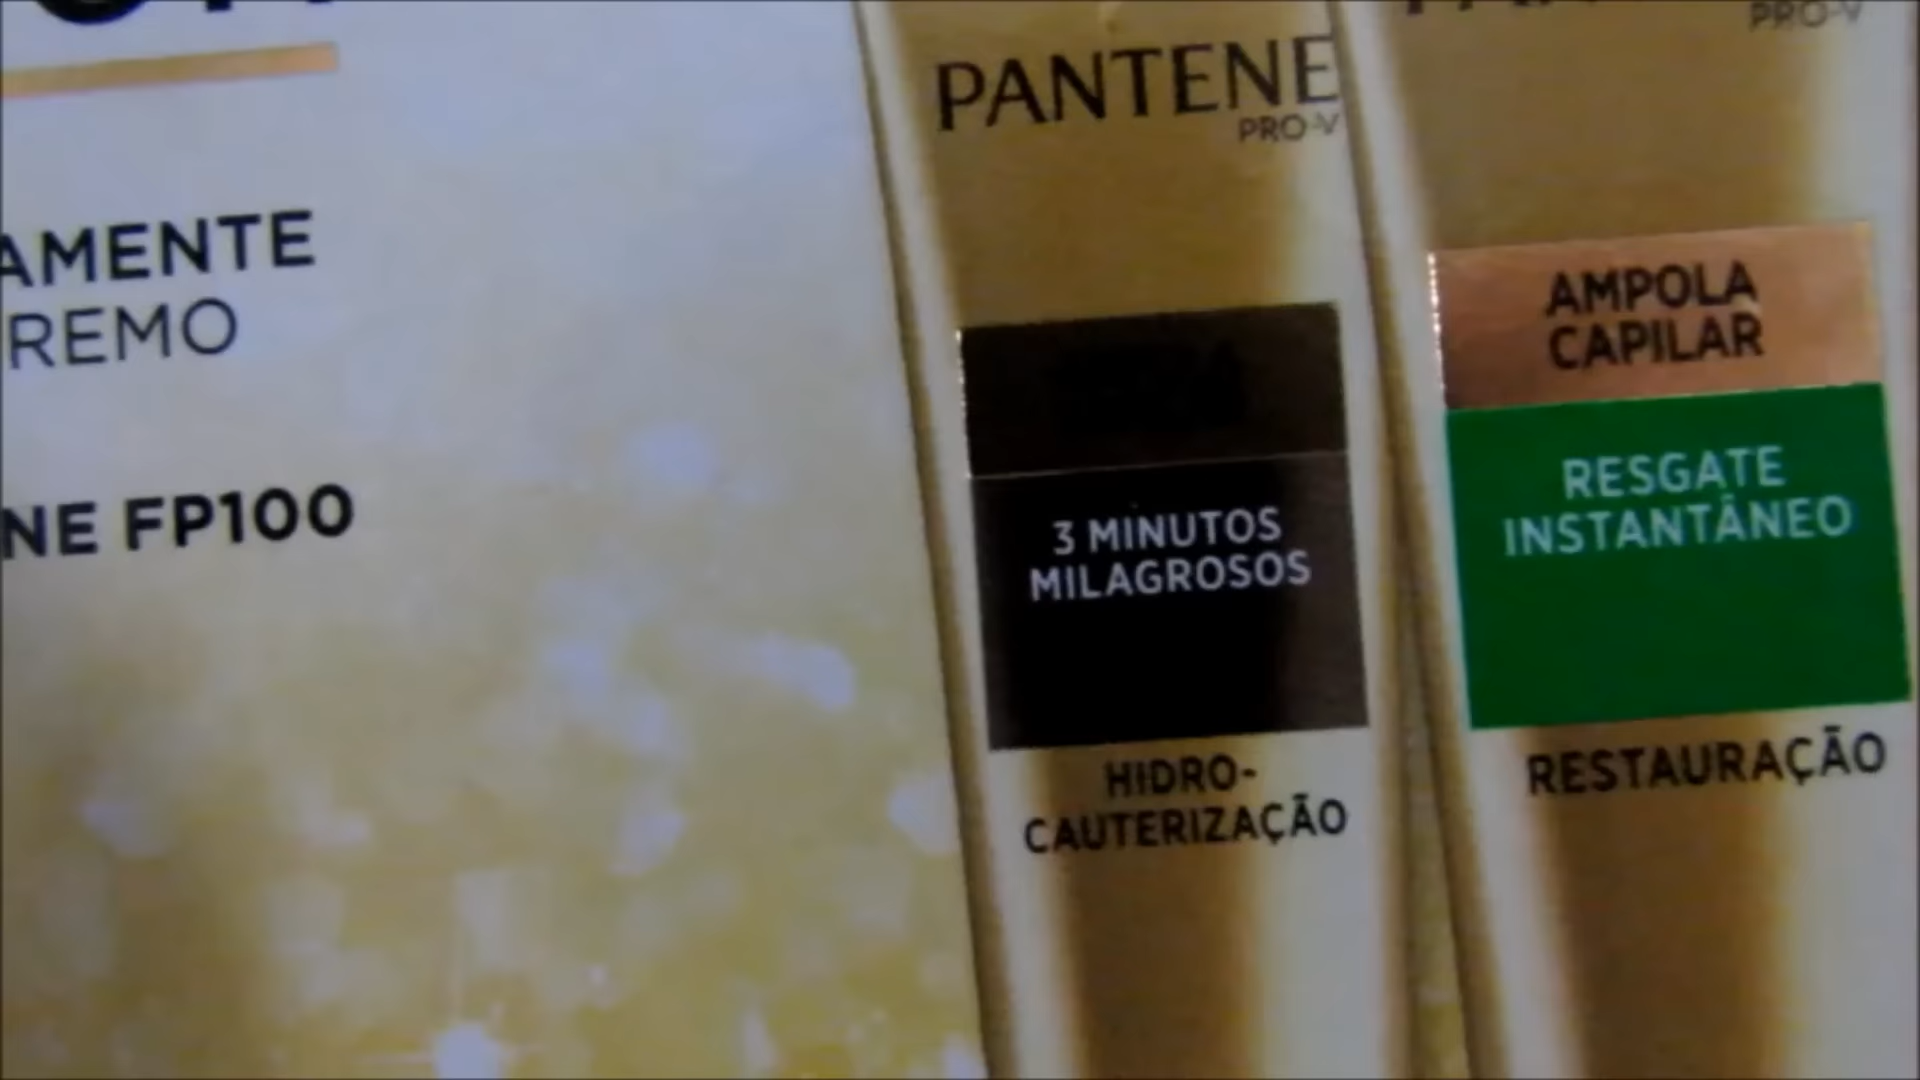 AMENTE
REMO
NE FP100
PANTENE
PRO-V
3 MINUTOS
MILAGROSOS
HIDRO-
CAUTERIZAÇÃO
PRO-V
AMPOLA
CAPILAR
RESGATE
INSTANTÂNEO
RESTAURAÇÃO